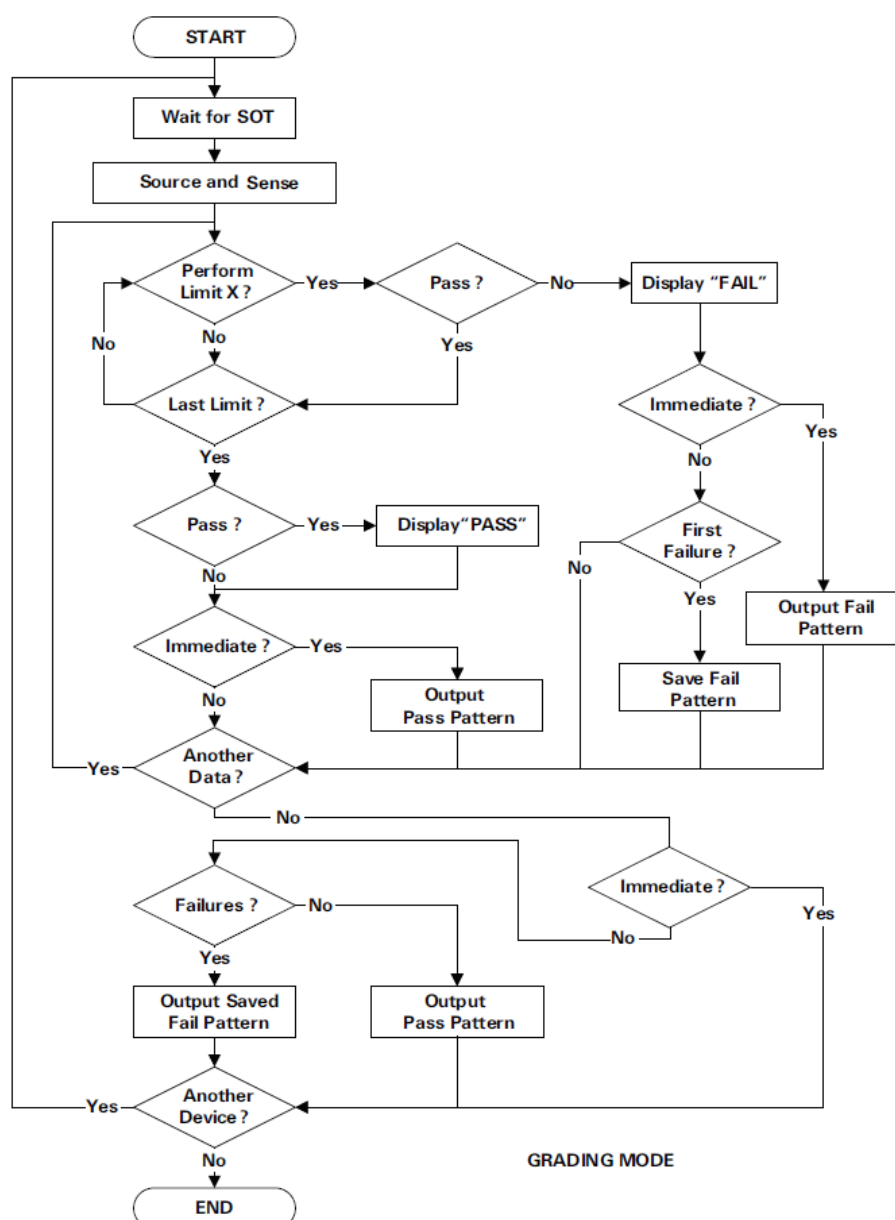 START
Wait for SOT
Source and Sense
Perform
Limit X ?
Yes
Pass ?
No
Display “FAIL”
No
No
Yes
Last Limit ?
Immediate ?
Yes
Yes
No
Pass ?
Yes
Display“PASS”
First
Failure ?
No
No
Yes
Output Fail
Pattern
Immediate ?
Yes
Save Fail
Pattern
Output
Pass Pattern
No
Another
Data ?
Yes
No
Immediate ?
Yes
No
Failures ?
No
Yes
Output Saved
Fail Pattern
Output
Pass Pattern
Another
Device ?
Yes
No
GRADING MODE
END